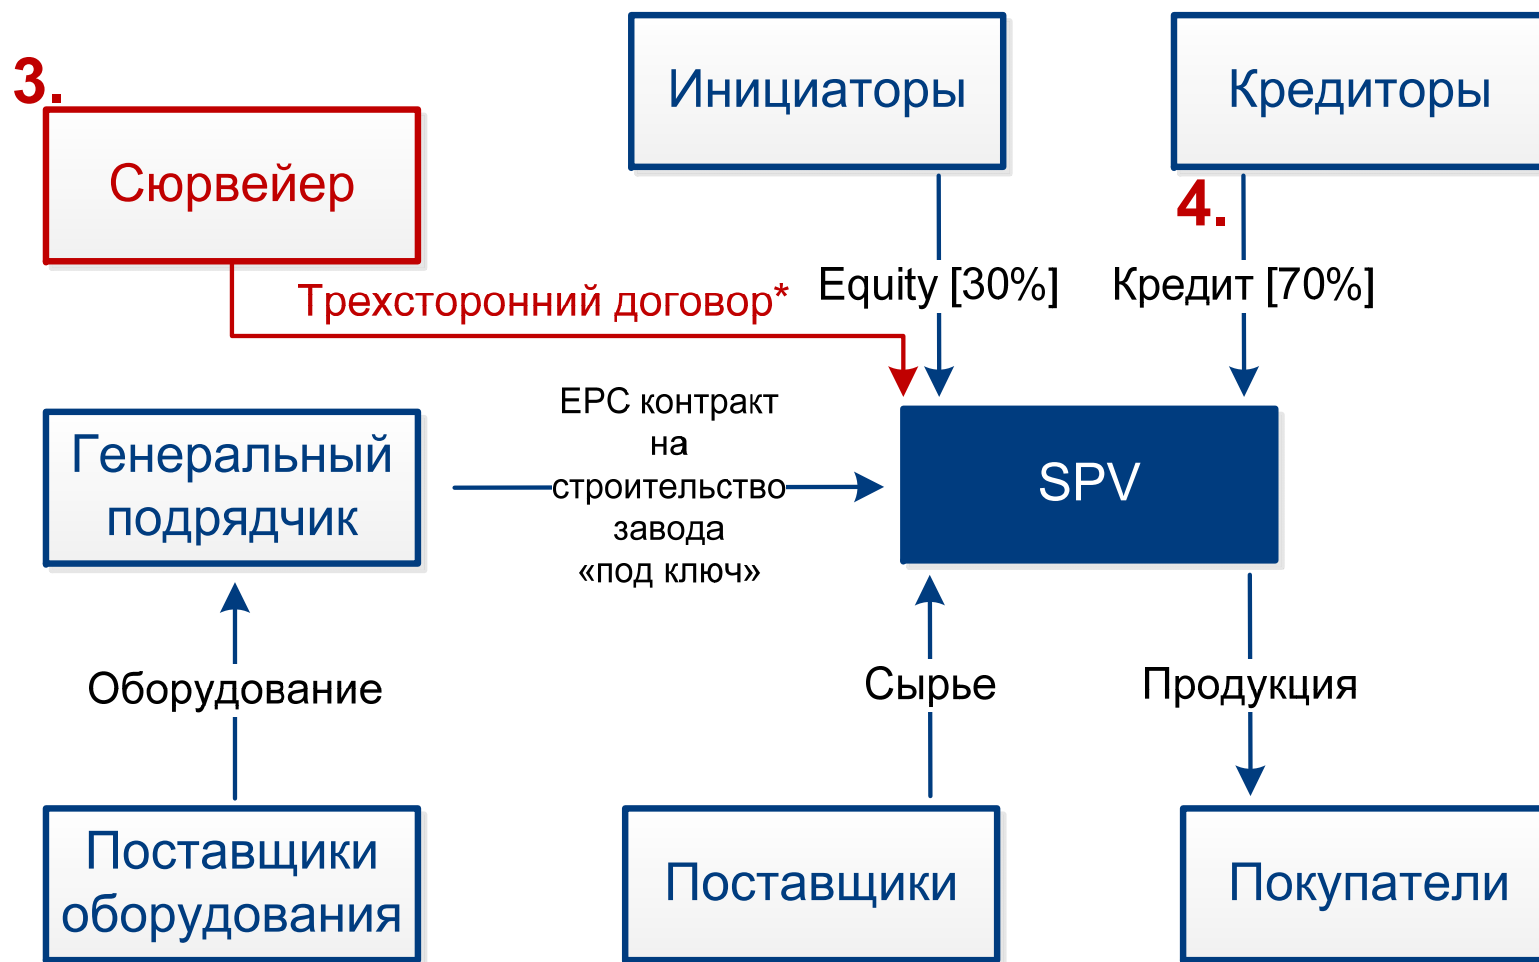 Инициаторы
Кредиторы
3.
Сюрвейер
4.
Equity [30%]
Кредит [70%]
Трехсторонний договор*
EPC контракт
на
строительство
завода
«под ключ»
Генеральный
подрядчик
SPV
Оборудование
Сырье
Продукция
Поставщики
оборудования
Поставщики
Покупатели